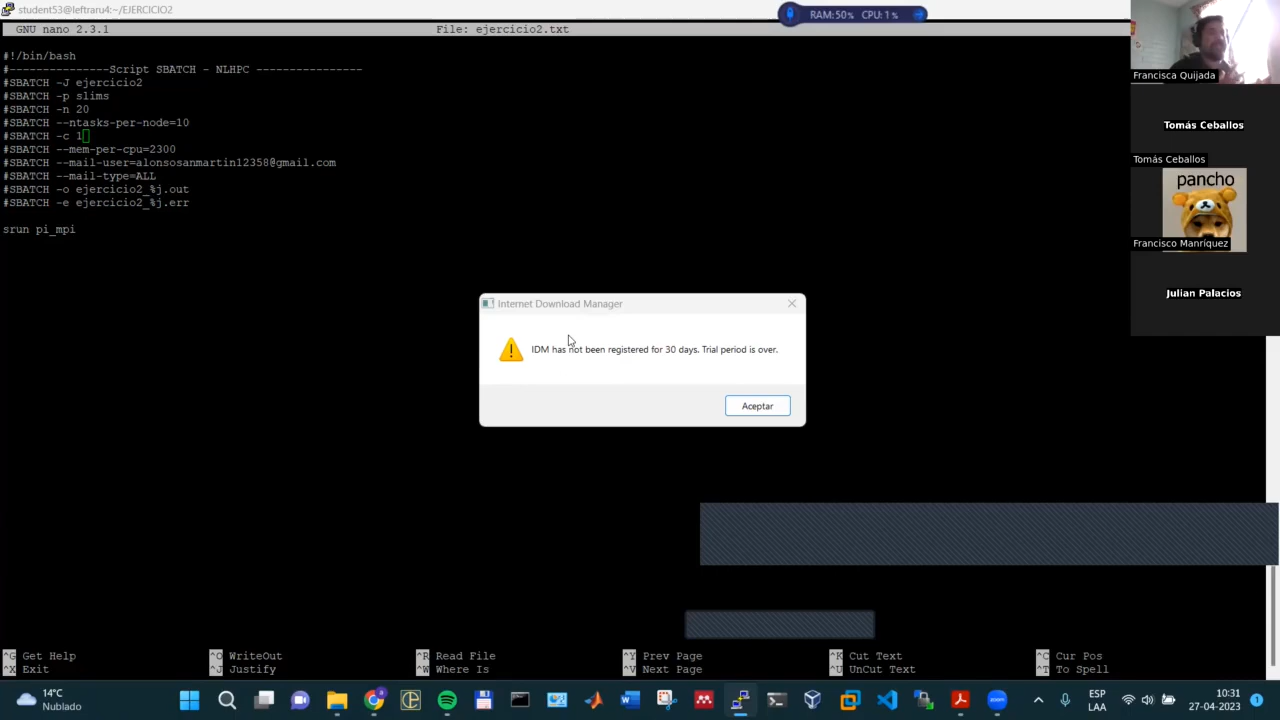 student53@leftraru4:~/EJERCICIO2
RAM:50% CPU:1%
GNU nano 2.3.1 File: ejercicio2.txt
#!/bin/bash
#---------------Script SBATCH - NLHPC ----------------
#SBATCH -J ejercicio2
#SBATCH -p slims
#SBATCH -n 20
#SBATCH --ntasks-per-node=10
#SBATCH -c 1
#SBATCH --mem-per-cpu=2300
#SBATCH --mail-user=alonsosanmartin12358@gmail.com
#SBATCH --mail-type=ALL
#SBATCH -o ejercicio2_%j.out
#SBATCH -e ejercicio2_%j.err
srun pi_mpi
Francisca Quijada
Tomás Ceballos
Tomás Ceballos
pancho
Francisco Manríquez
Julian Palacios
Internet Download Manager
IDM has not been registered for 30 days. Trial period is over.
Aceptar
^G Get Help ^O WriteOut ^R Read File ^Y Prev Page ^K Cut Text ^C Cur Pos
^X Exit ^J Justify ^W Where Is ^V Next Page ^U UnCut Text ^T To Spell
14°C
Nublado
zoom
ESP
LAA
10:31
27-04-2023
1